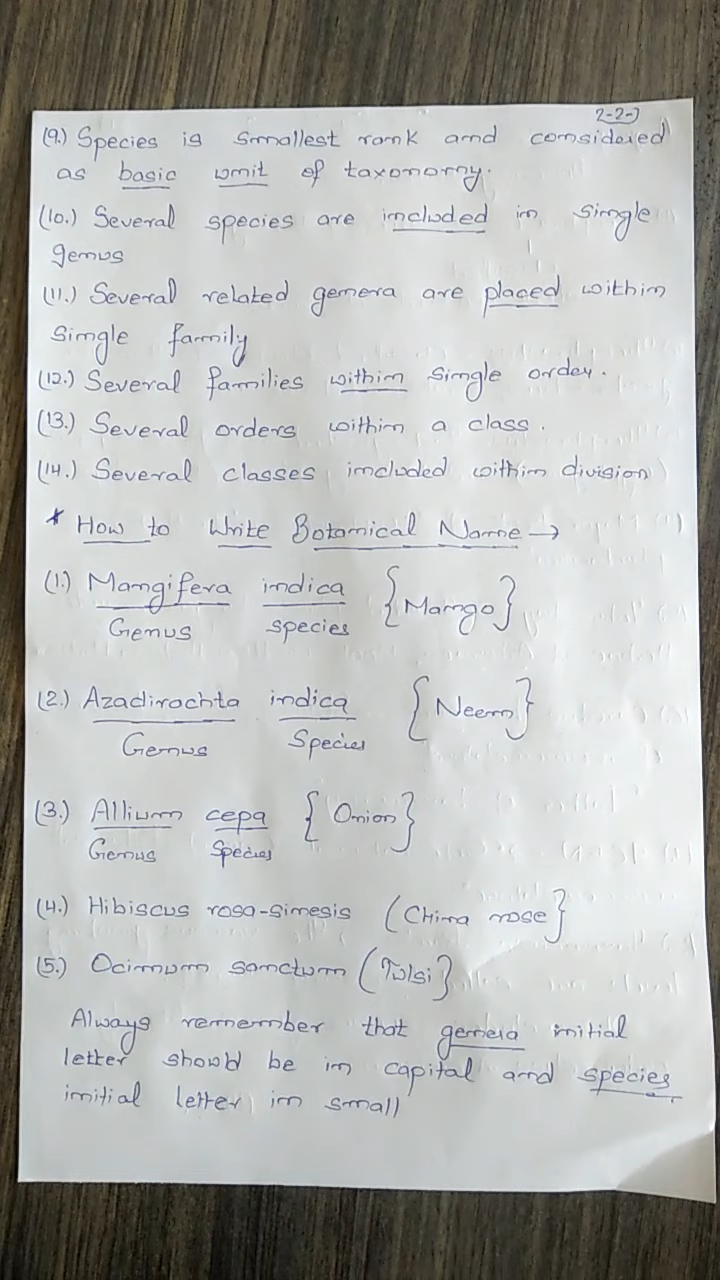 2-2-
(9.) Species is smallest rank and considered
as basic unit of taxonomy.
(10.) Several species are included in single
genus
(11.) Several related genera are placed within
single family
(12.) Several families within single order.
(13.) Several orders within a class.
(14.) Several classes included within division
* How to Write Botanical Name →
(1.) Mangifera indica {Mango}
Genus species
(2.) Azadirachta indica {Neem}
Genus Species
(3.) Allium cepa {Onion}
Genus Species
(4.) Hibiscus rosa-sinesis (China rose}
(5.) Ocimum sanctum (Tulsi}
Always remember that genera initial
letter should be in capital and species
initial letter in small